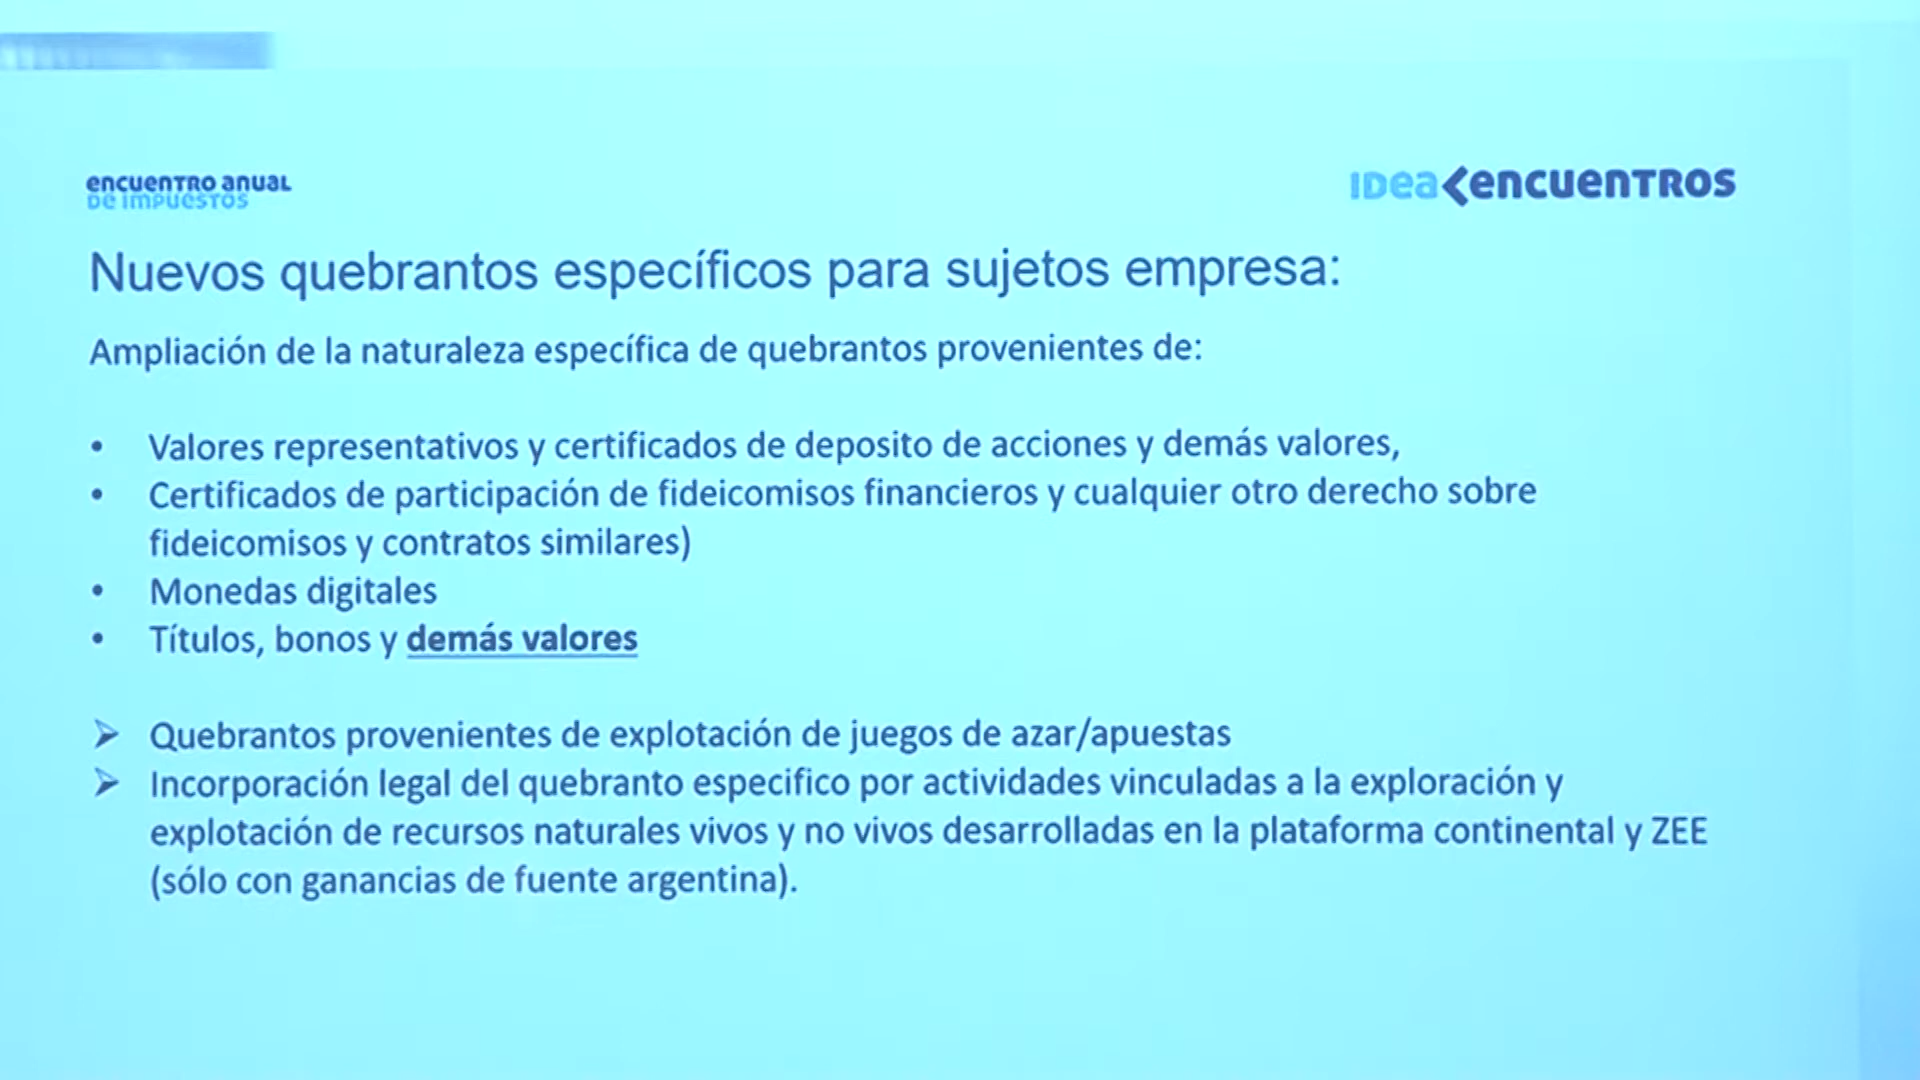 encuentro anual
de impuestos
IDea<encuentros
Nuevos quebrantos específicos para sujetos empresa:
Ampliación de la naturaleza específica de quebrantos provenientes de:
• Valores representativos y certificados de deposito de acciones y demás valores,
• Certificados de participación de fideicomisos financieros y cualquier otro derecho sobre
fideicomisos y contratos similares)
• Monedas digitales
• Títulos, bonos y demás valores
➢ Quebrantos provenientes de explotación de juegos de azar/apuestas
➢ Incorporación legal del quebranto especifico por actividades vinculadas a la exploración y
explotación de recursos naturales vivos y no vivos desarrolladas en la plataforma continental y ZEE
(sólo con ganancias de fuente argentina).